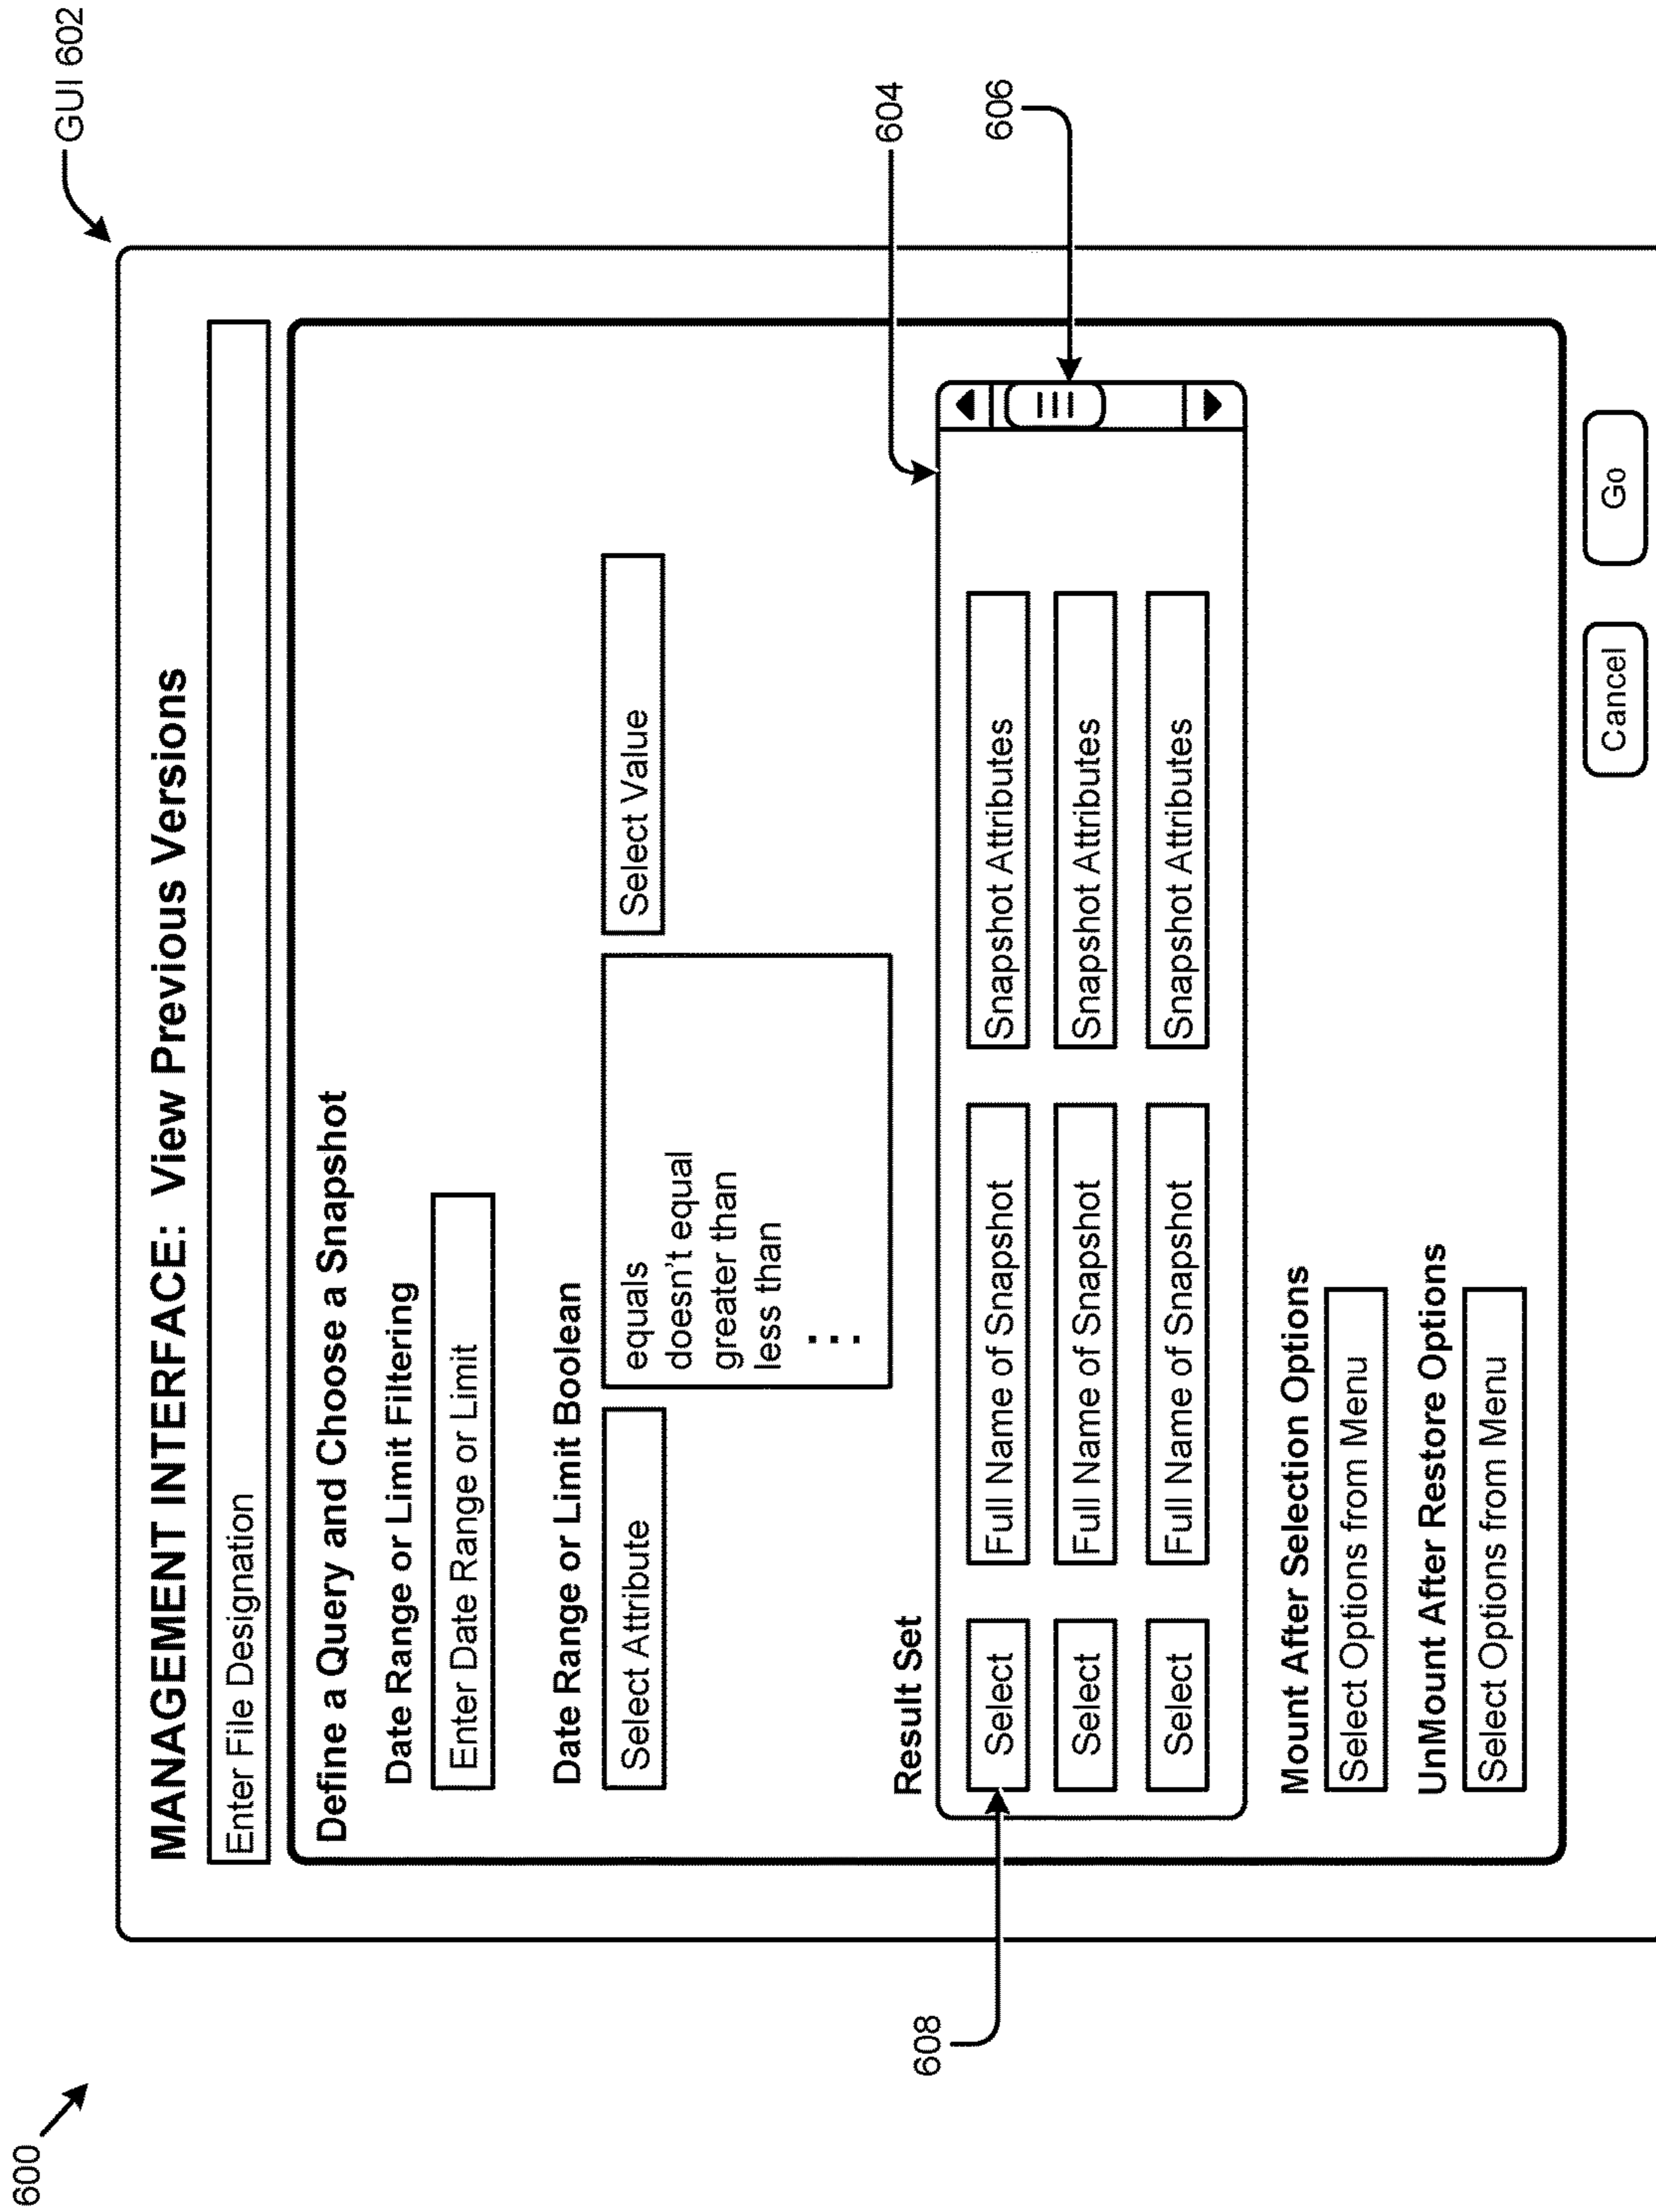 600
GUI 602
MANAGEMENT INTERFACE: View Previous Versions
Enter File Designation
Define a Query and Choose a Snapshot
Date Range or Limit Filtering
Enter Date Range or Limit
Date Range or Limit Boolean
Select Attribute
equals
doesn't equal
greater than
less than
...
Select Value
604
606
608
Result Set
Select Full Name of Snapshot Snapshot Attributes
Select Full Name of Snapshot Snapshot Attributes
Select Full Name of Snapshot Snapshot Attributes
Mount After Selection Options
Select Options from Menu
UnMount After Restore Options
Select Options from Menu
Cancel Go